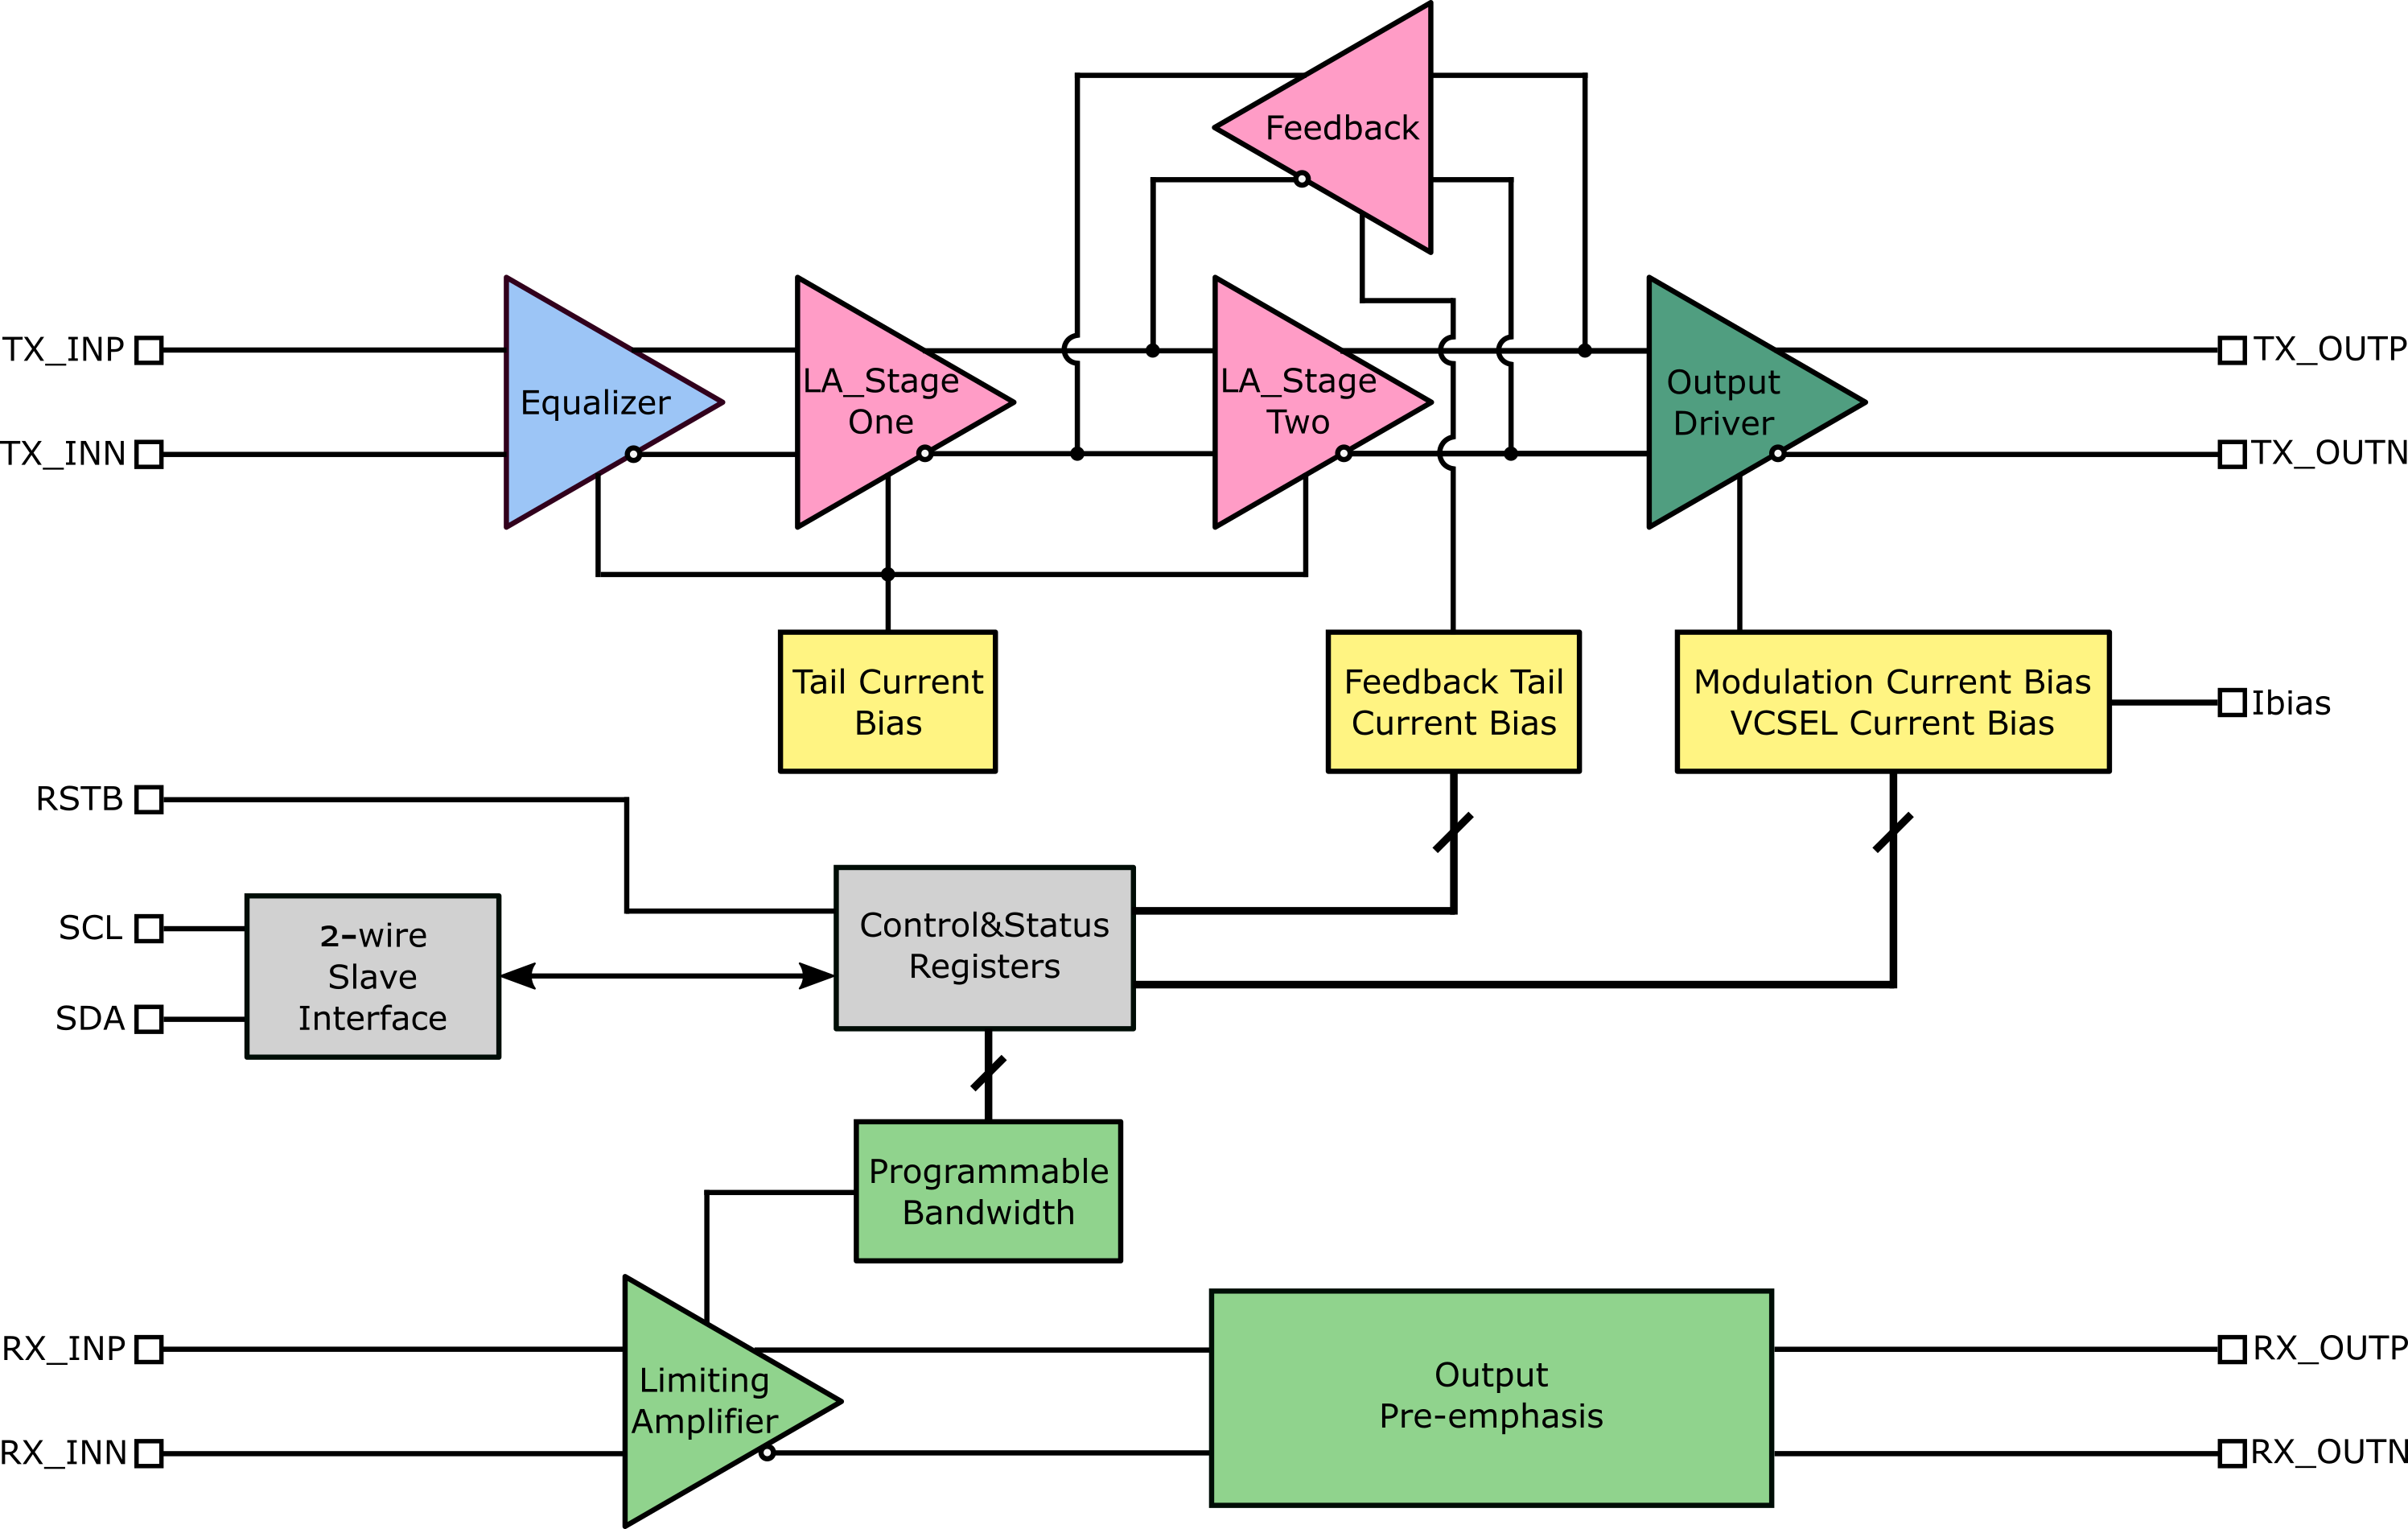 Feedback
TX_INP
TX_INN
Equalizer
LA_Stage
One
LA_Stage
Two
Output
Driver
TX_OUTP
TX_OUTN
Tail Current
Bias
Feedback Tail
Current Bias
Modulation Current Bias
VCSEL Current Bias
Ibias
RSTB
SCL
SDA
2-wire
Slave
Interface
Control&Status
Registers
Programmable
Bandwidth
RX_INP
RX_INN
Limiting
Amplifier
Output
Pre-emphasis
RX_OUTP
RX_OUTN